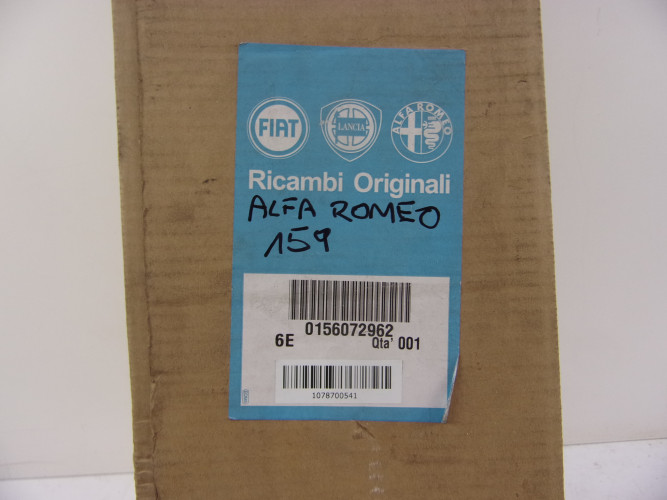 FIAT LANCIA ALFA ROMEO
Ricambi Originali
ALFA ROMEO
159
0156072962
6E Qta' 001
1078700541